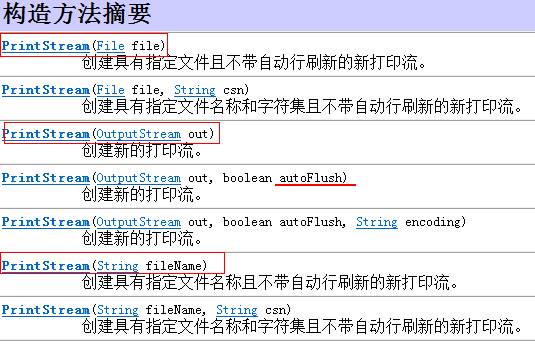 构造方法摘要
PrintStream(File file)
创建具有指定文件且不带自动行刷新的新打印流。
PrintStream(File file, String csn)
创建具有指定文件名称和字符集且不带自动行刷新的新打印流。
PrintStream(OutputStream out)
创建新的打印流。
PrintStream(OutputStream out, boolean autoFlush)
创建新的打印流。
PrintStream(OutputStream out, boolean autoFlush, String encoding)
创建新的打印流。
PrintStream(String fileName)
创建具有指定文件名称且不带自动行刷新的新打印流。
PrintStream(String fileName, String csn)
创建具有指定文件名称和字符集且不带自动行刷新的新打印流。